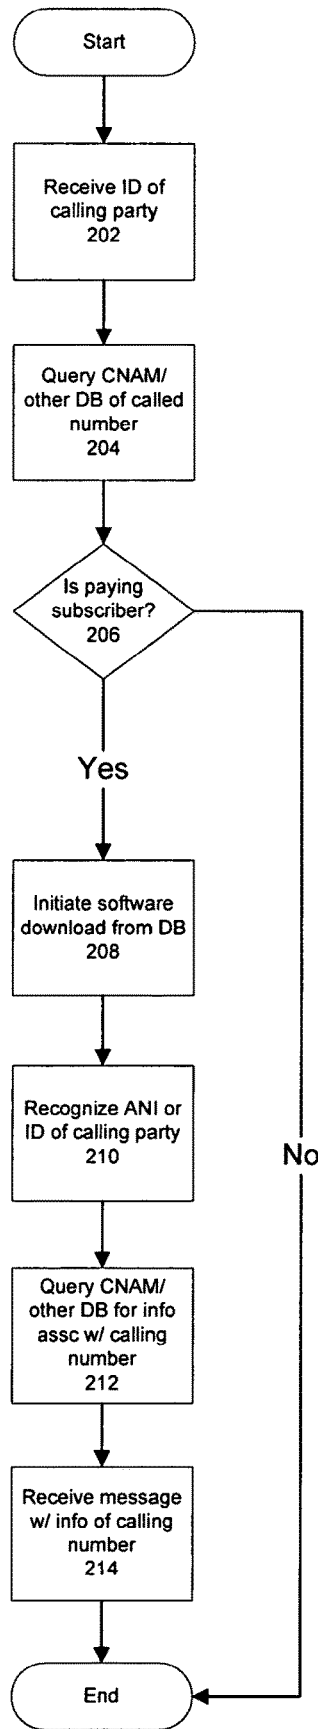 Start
Receive ID of
calling party
202
Query CNAM/
other DB of called
number
204
Is paying
subscriber?
206
Yes
Initiate software
download from DB
208
Recognize ANI or
ID of calling party
210
No
Query CNAM/
other DB for info
assc w/ calling
number
212
Receive message
w/ info of calling
number
214
End